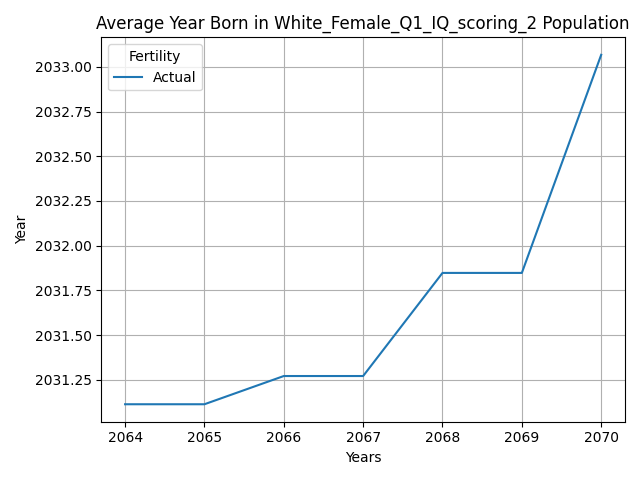 Average Year Born in White_Female_Q1_IQ_scoring_2 Population
Fertility
Actual
2033.00
2032.75
2032.50
2032.25
2032.00
2031.75
2031.50
2031.25
Year
2064 2065 2066 2067 2068 2069 2070
Years